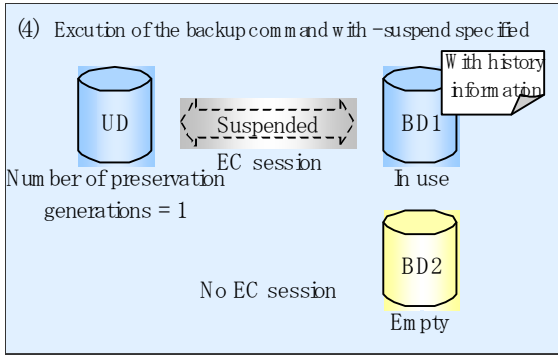 (4) Excution of the backup command with -suspend specified
With history
information
UD
Suspended
BD1
EC session
Number of preservation
generations = 1
In use
BD2
No EC session
Empty